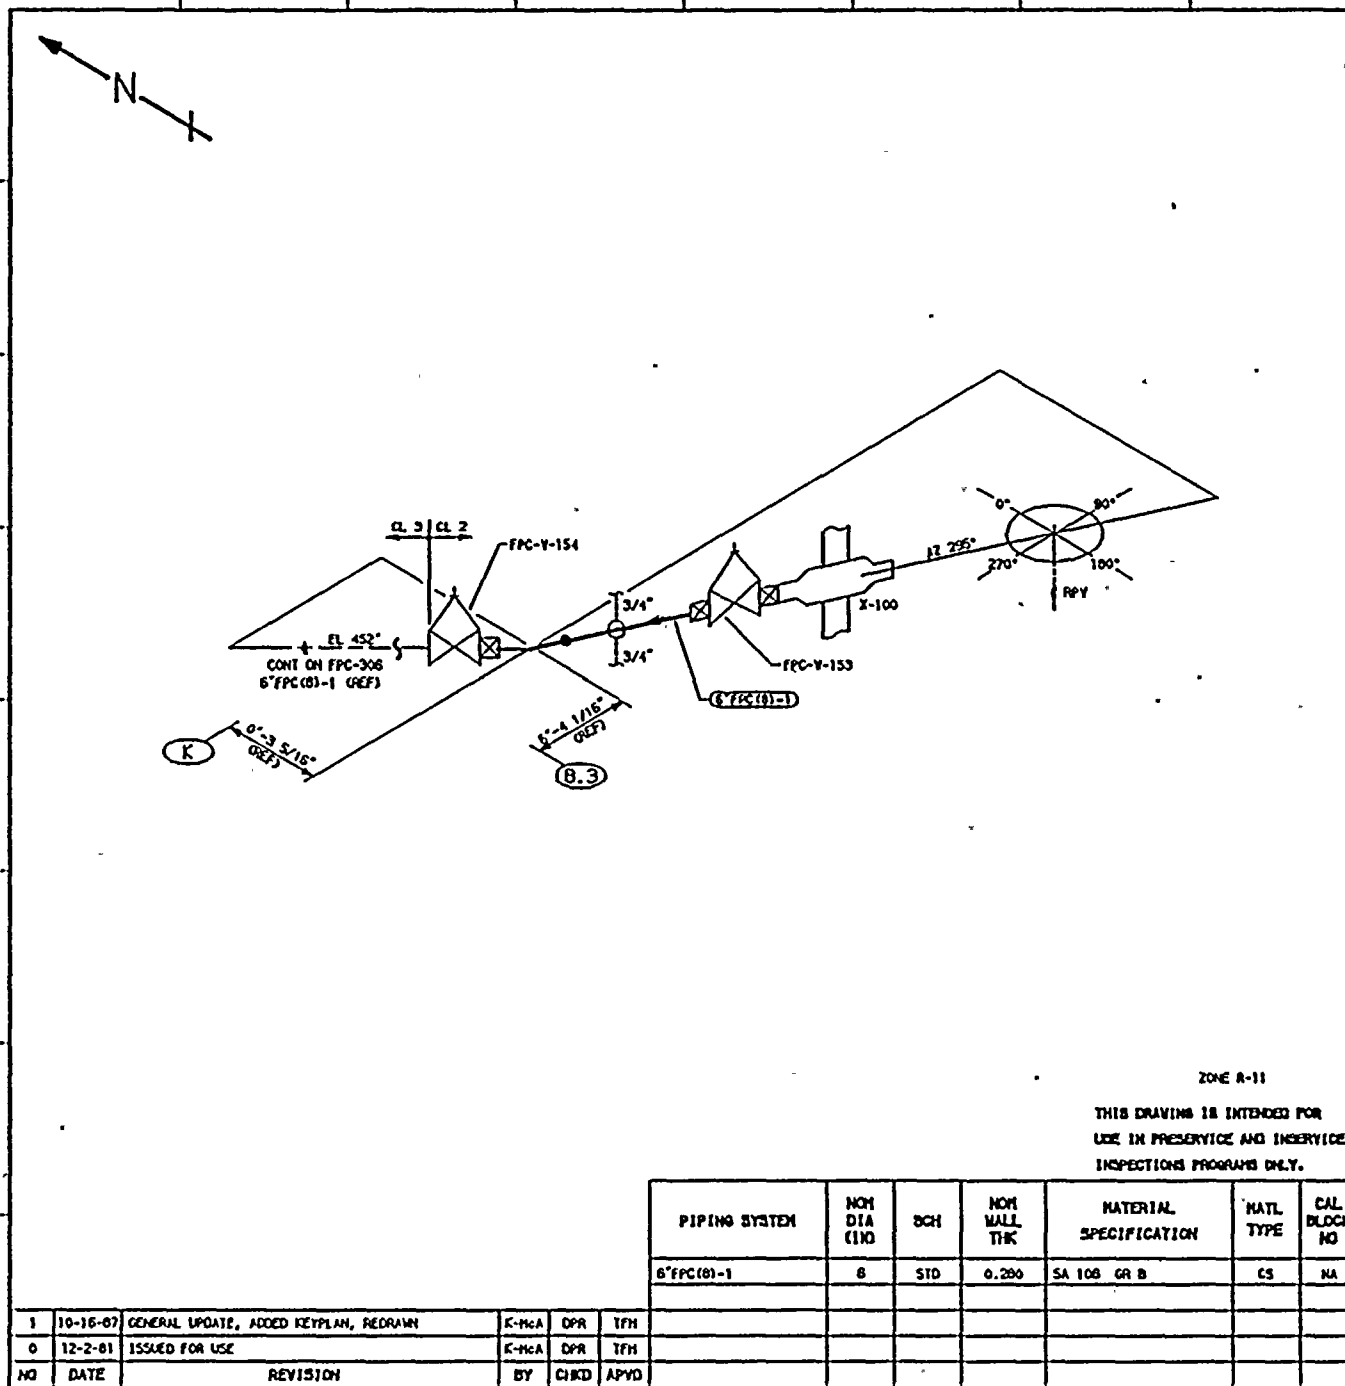 N
CL 3 CL 2
FPC-V-154
0°
90°
AZ 295°
270°
180°
RPV
3/4"
X-100
EL 452'
3/4"
FPC-V-153
CONT ON FPC-306
6"FPC(8)-1 (REF)
6"FPC(8)-1
K
0'-3 5/16"
(REF)
6'-4 1/16"
(REF)
8.3
ZONE R-11
THIS DRAWING IS INTENDED FOR
USE IN PRESERVICE AND INSERVICE
INSPECTIONS PROGRAMS ONLY.
PIPING SYSTEM
NOM DIA (IN)
SCH
NOM WALL THK
MATERIAL SPECIFICATION
MATL TYPE
CAL BLOCK NO
6"FPC(8)-1 6 STD 0.280 SA 106 GR B CS NA
1 10-16-87 GENERAL UPDATE, ADDED KEYPLAN, REDRAWN K-McA DPR TFH
0 12-2-81 ISSUED FOR USE K-McA DPR TFH
NO DATE REVISION BY CHKD APVD